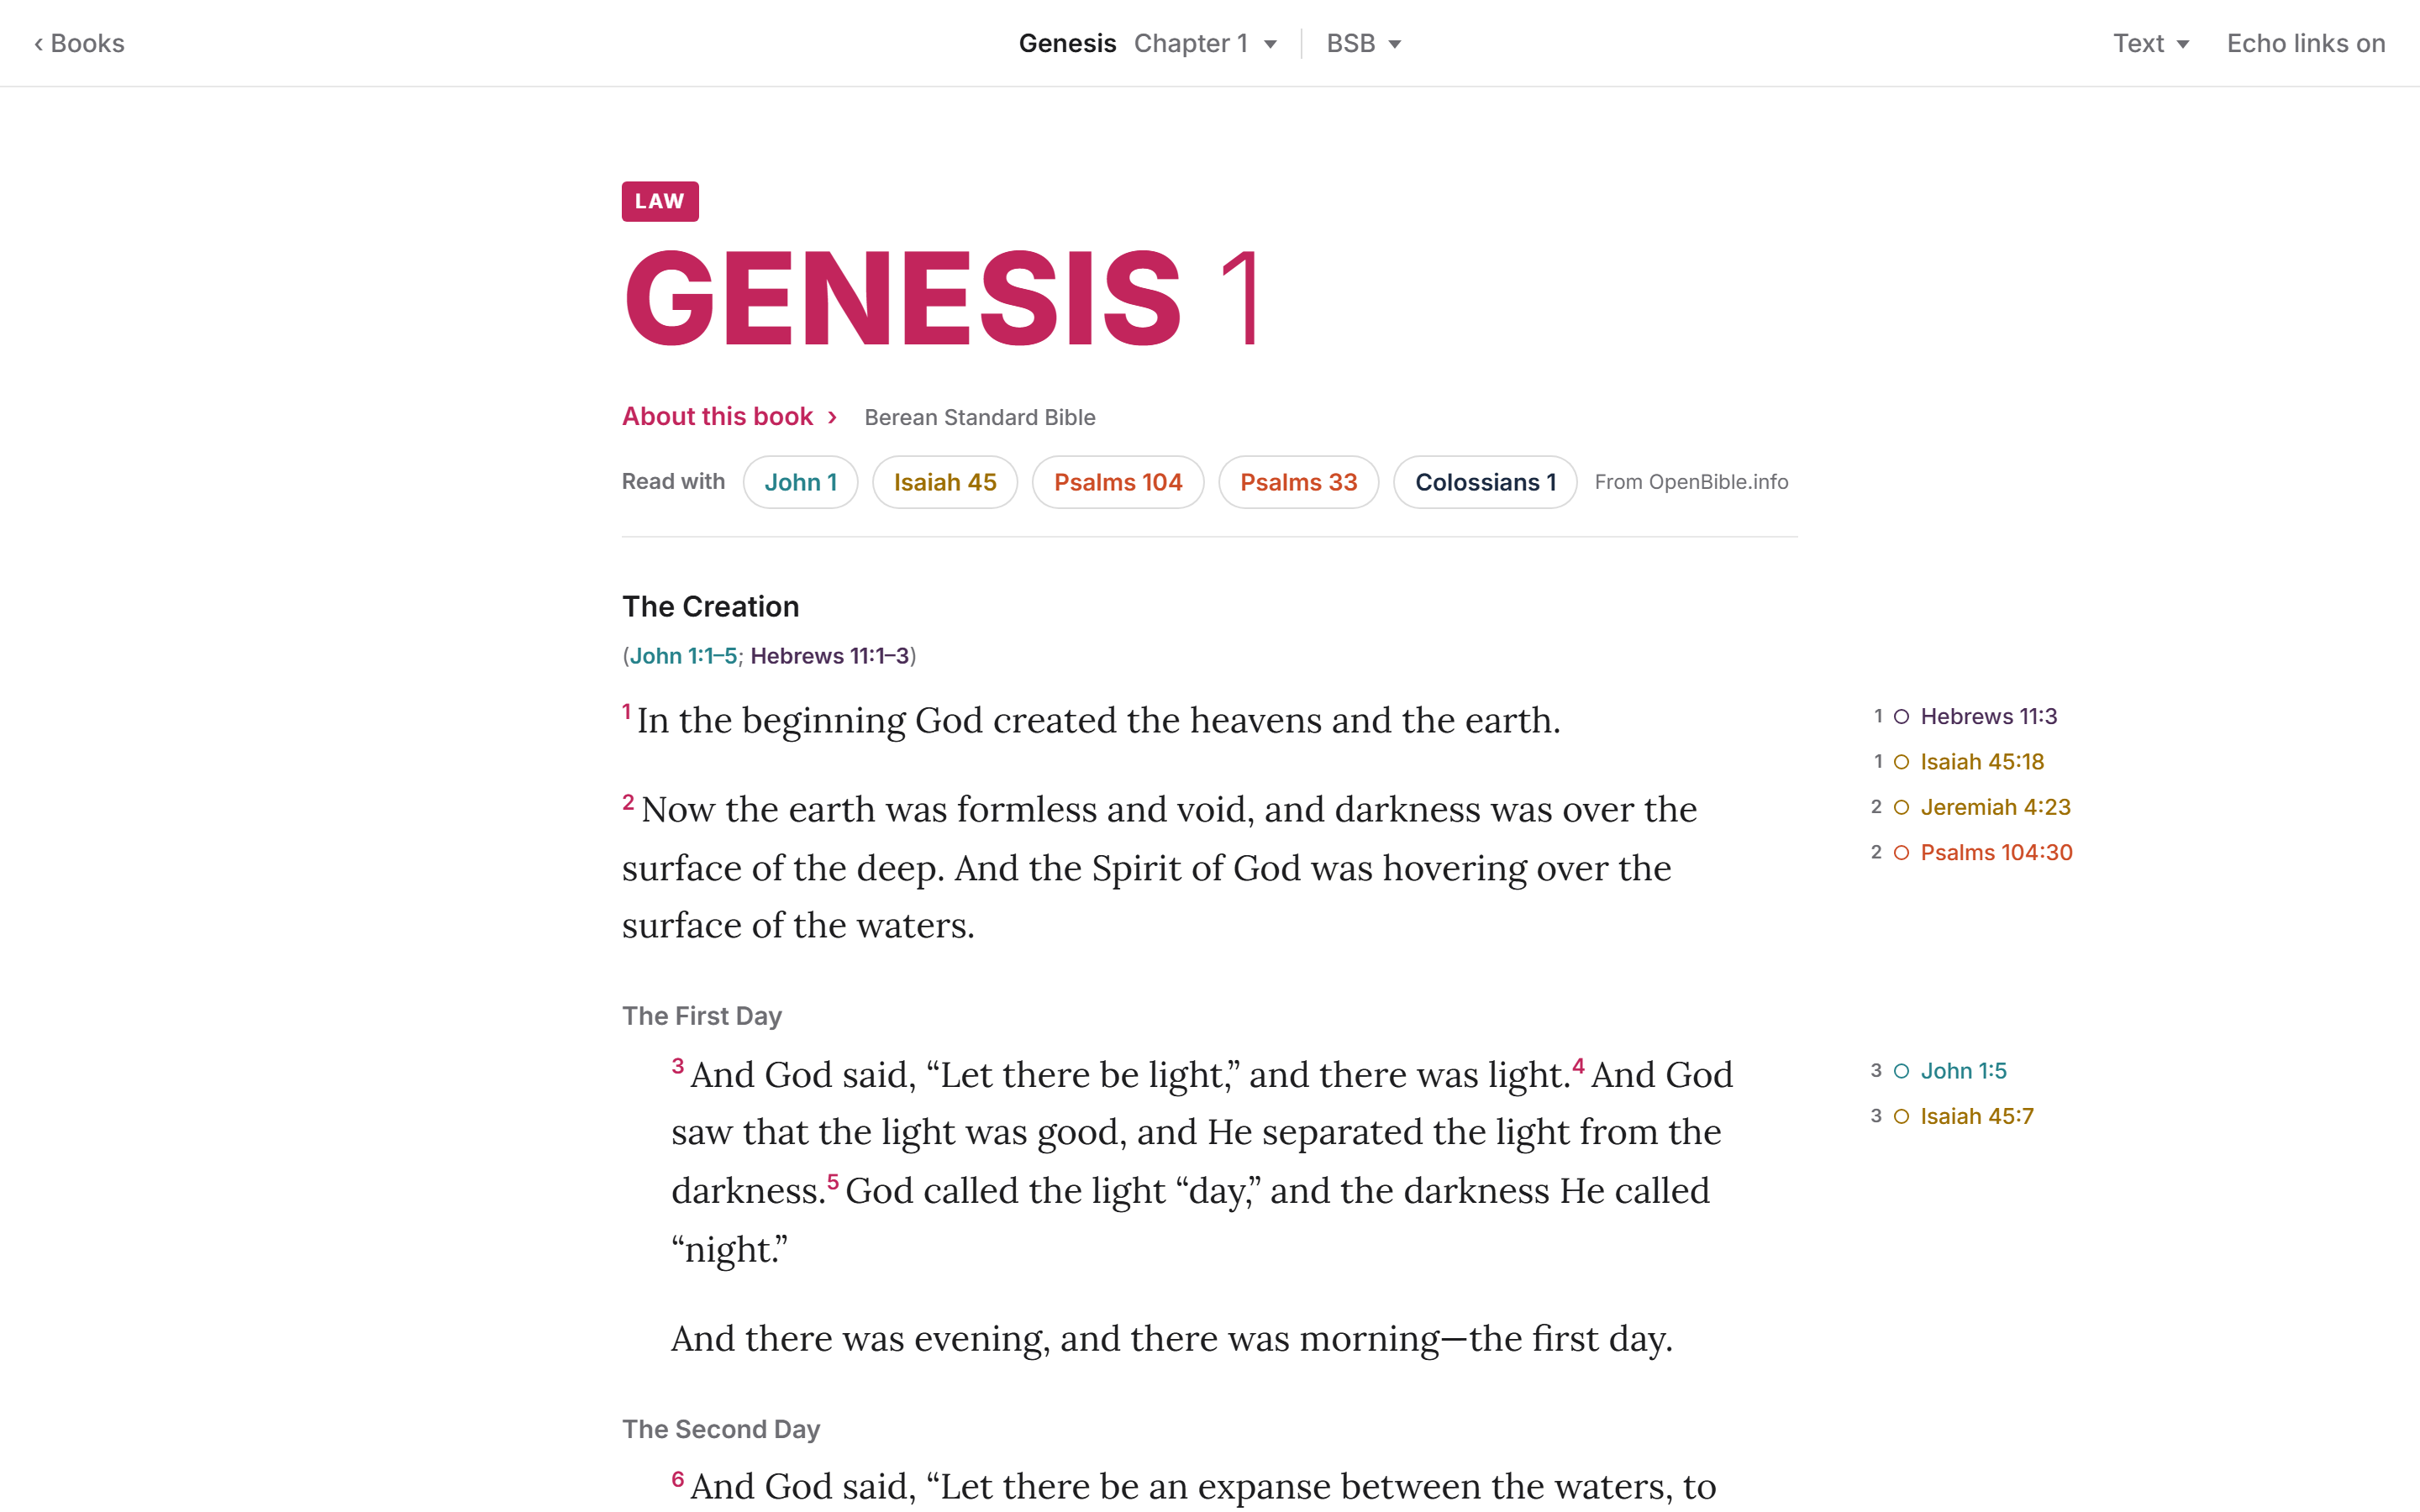 ‹ Books
Genesis Chapter 1 BSB
Text Echo links on
LAW
GENESIS 1
About this book › Berean Standard Bible
Read with John 1 Isaiah 45 Psalms 104 Psalms 33 Colossians 1 From OpenBible.info
The Creation
(John 1:1–5; Hebrews 11:1–3)
1 In the beginning God created the heavens and the earth.
1 Hebrews 11:3
1 Isaiah 45:18
2 Now the earth was formless and void, and darkness was over the
surface of the deep. And the Spirit of God was hovering over the
surface of the waters.
2 Jeremiah 4:23
2 Psalms 104:30
The First Day
3 And God said, “Let there be light,” and there was light. 4 And God
saw that the light was good, and He separated the light from the
darkness. 5 God called the light “day,” and the darkness He called
“night.”
3 John 1:5
3 Isaiah 45:7
And there was evening, and there was morning—the first day.
The Second Day
6 And God said, “Let there be an expanse between the waters, to